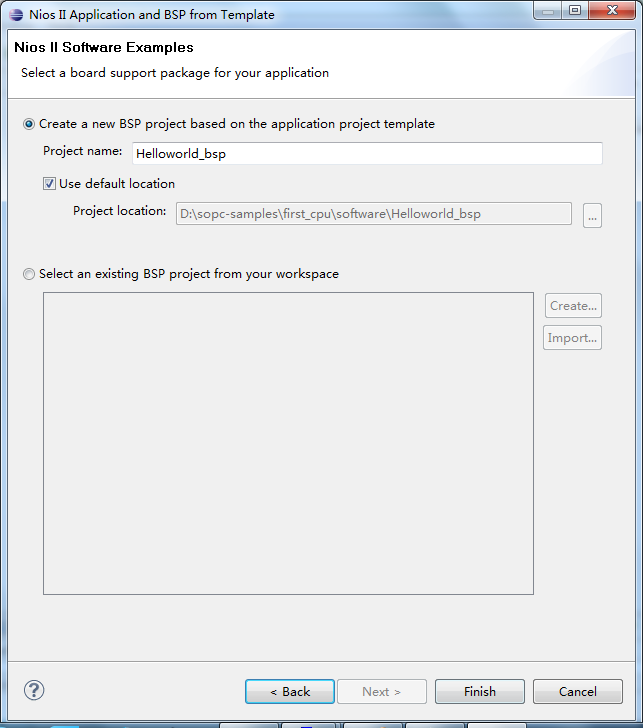 Nios II Application and BSP from Template
Nios II Software Examples
Select a board support package for your application
Create a new BSP project based on the application project template
Project name: Helloworld_bsp
Use default location
Project location: D:\sopc-samples\first_cpu\software\Helloworld_bsp ...
Select an existing BSP project from your workspace
Create...
Import...
? < Back Next > Finish Cancel